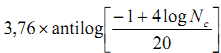 3,76 × antilog[(−1 + 4 log N_c)/20]